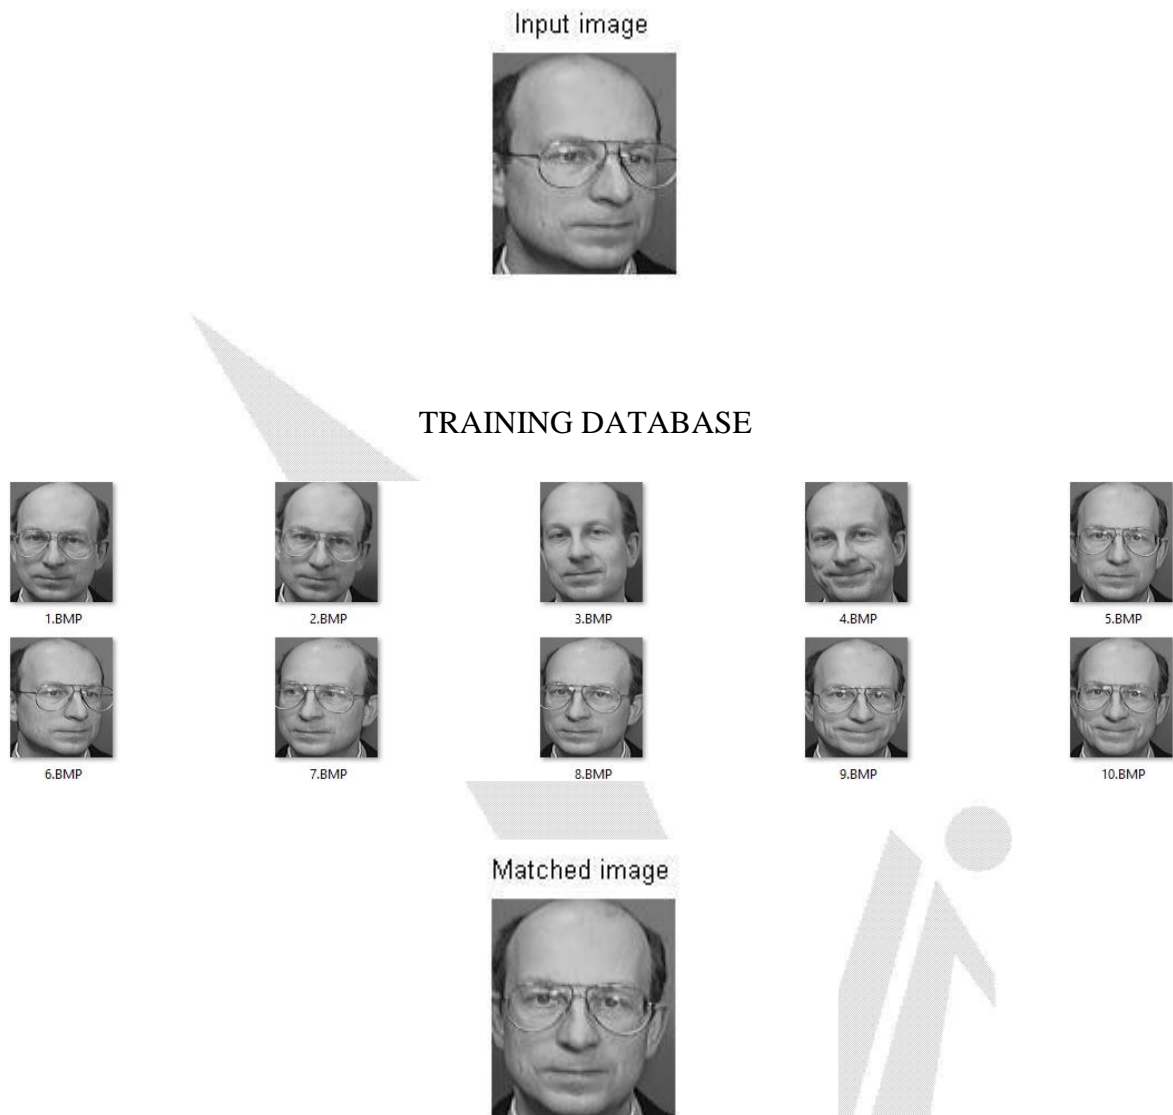 Input image
TRAINING DATABASE
1.BMP 2.BMP 3.BMP 4.BMP 5.BMP
6.BMP 7.BMP 8.BMP 9.BMP 10.BMP
Matched image